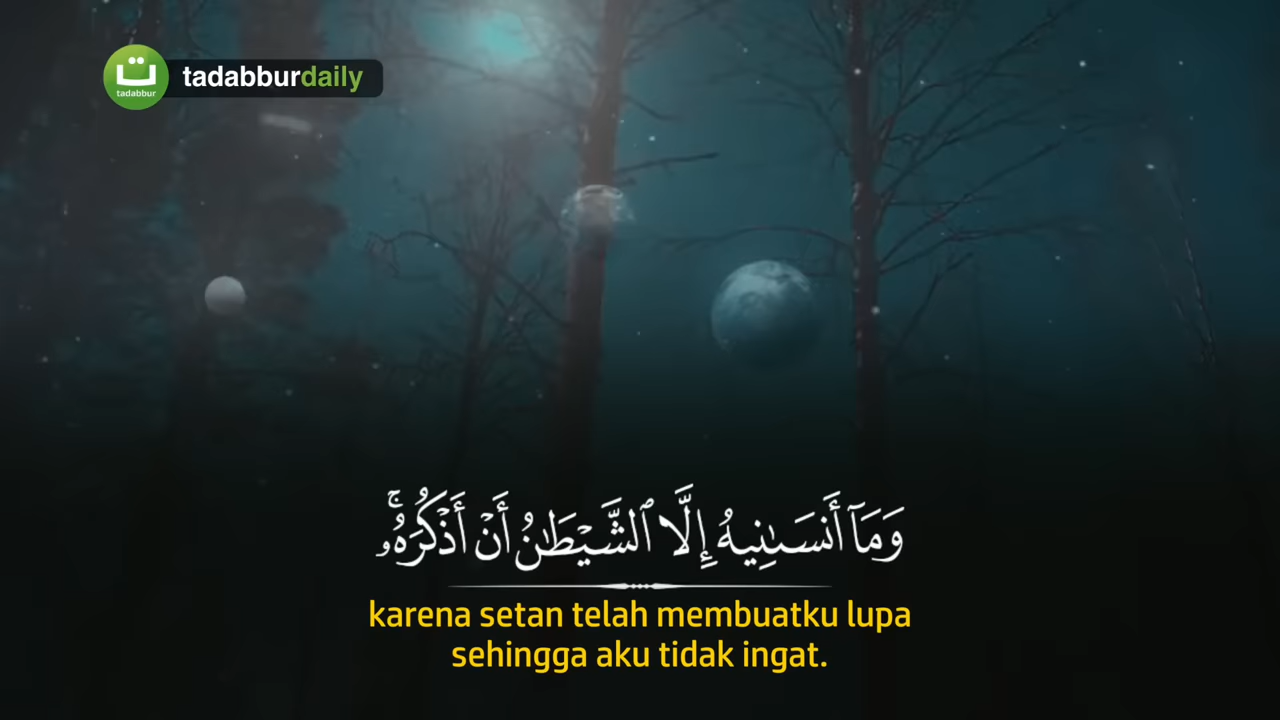 ت
tadabbur
tadabburdaily
وَمَآ أَنسَىٰنِيهُ إِلَّا ٱلشَّيْطَٰنُ أَنْ أَذْكُرَهُۥ ۚ
karena setan telah membuatku lupa
sehingga aku tidak ingat.